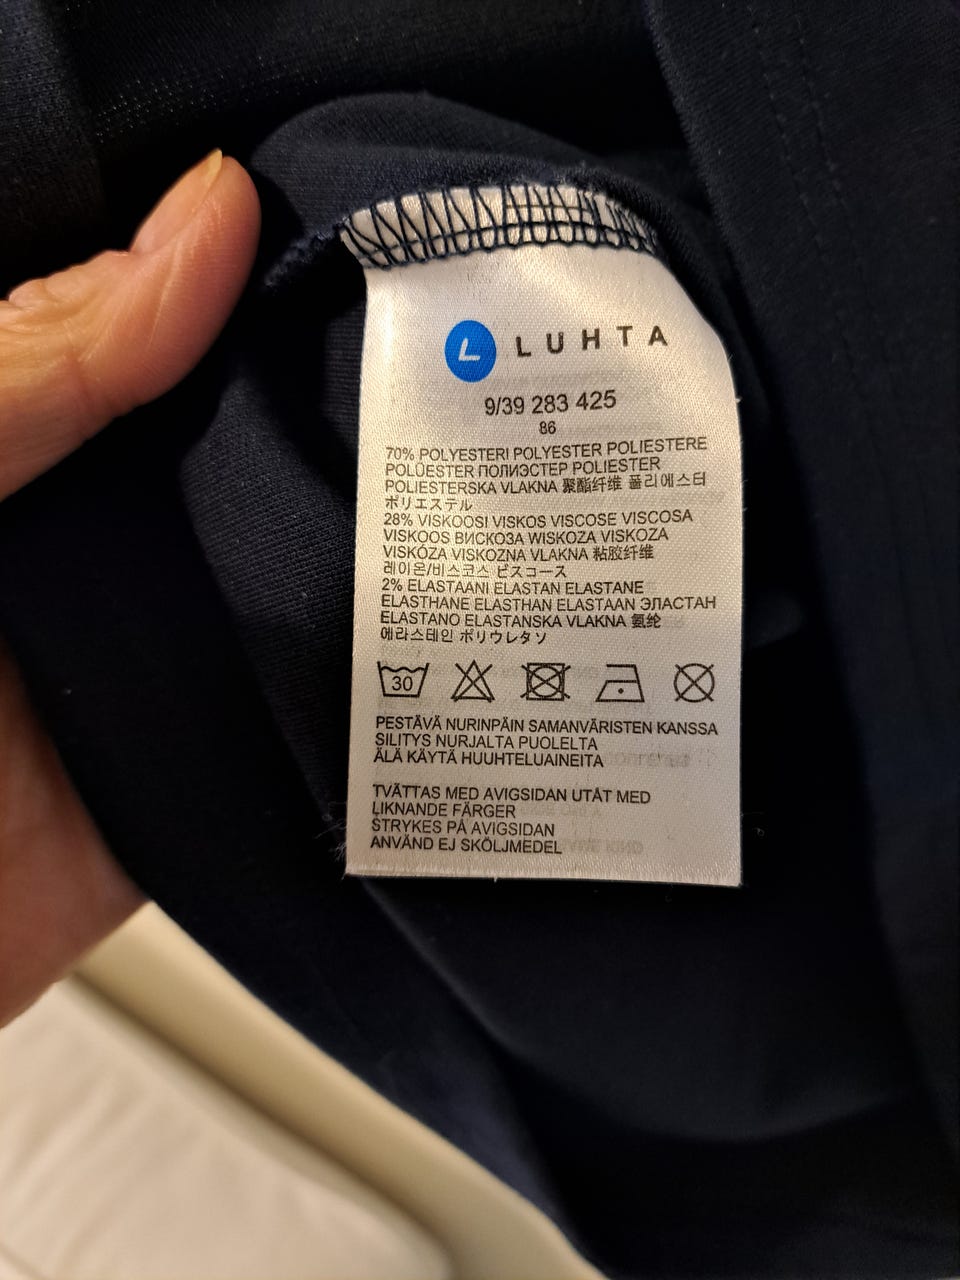 L LUHTA
9/39 283 425
86
70% POLYESTERI POLYESTER POLIESTERE
POLÜESTER ПОЛИЭСТЕР POLIESTER
POLIESTERSKA VLAKNA 聚酯纤维 폴리에스터
ポリエステル
28% VISKOOSI VISKOS VISCOSE VISCOSA
VISKOOS ВИСКОЗА WISKOZA VISKOZA
VISKÓZA VISKOZNA VLAKNA 粘胶纤维
레이온/비스코스 ビスコース
2% ELASTAANI ELASTAN ELASTANE
ELASTHANE ELASTHAN ELASTAAN ЭЛАСТАН
ELASTANO ELASTANSKA VLAKNA 氨纶
에라스테인 ポリウレタソ
30
PESTÄVÄ NURINPÄIN SAMANVÄRISTEN KANSSA
SILITYS NURJALTA PUOLELTA
ÄLÄ KÄYTÄ HUUHTELUAINEITA
TVÄTTAS MED AVIGSIDAN UTÅT MED
LIKNANDE FÄRGER
STRYKES PÅ AVIGSIDAN
ANVÄND EJ SKÖLJMEDEL